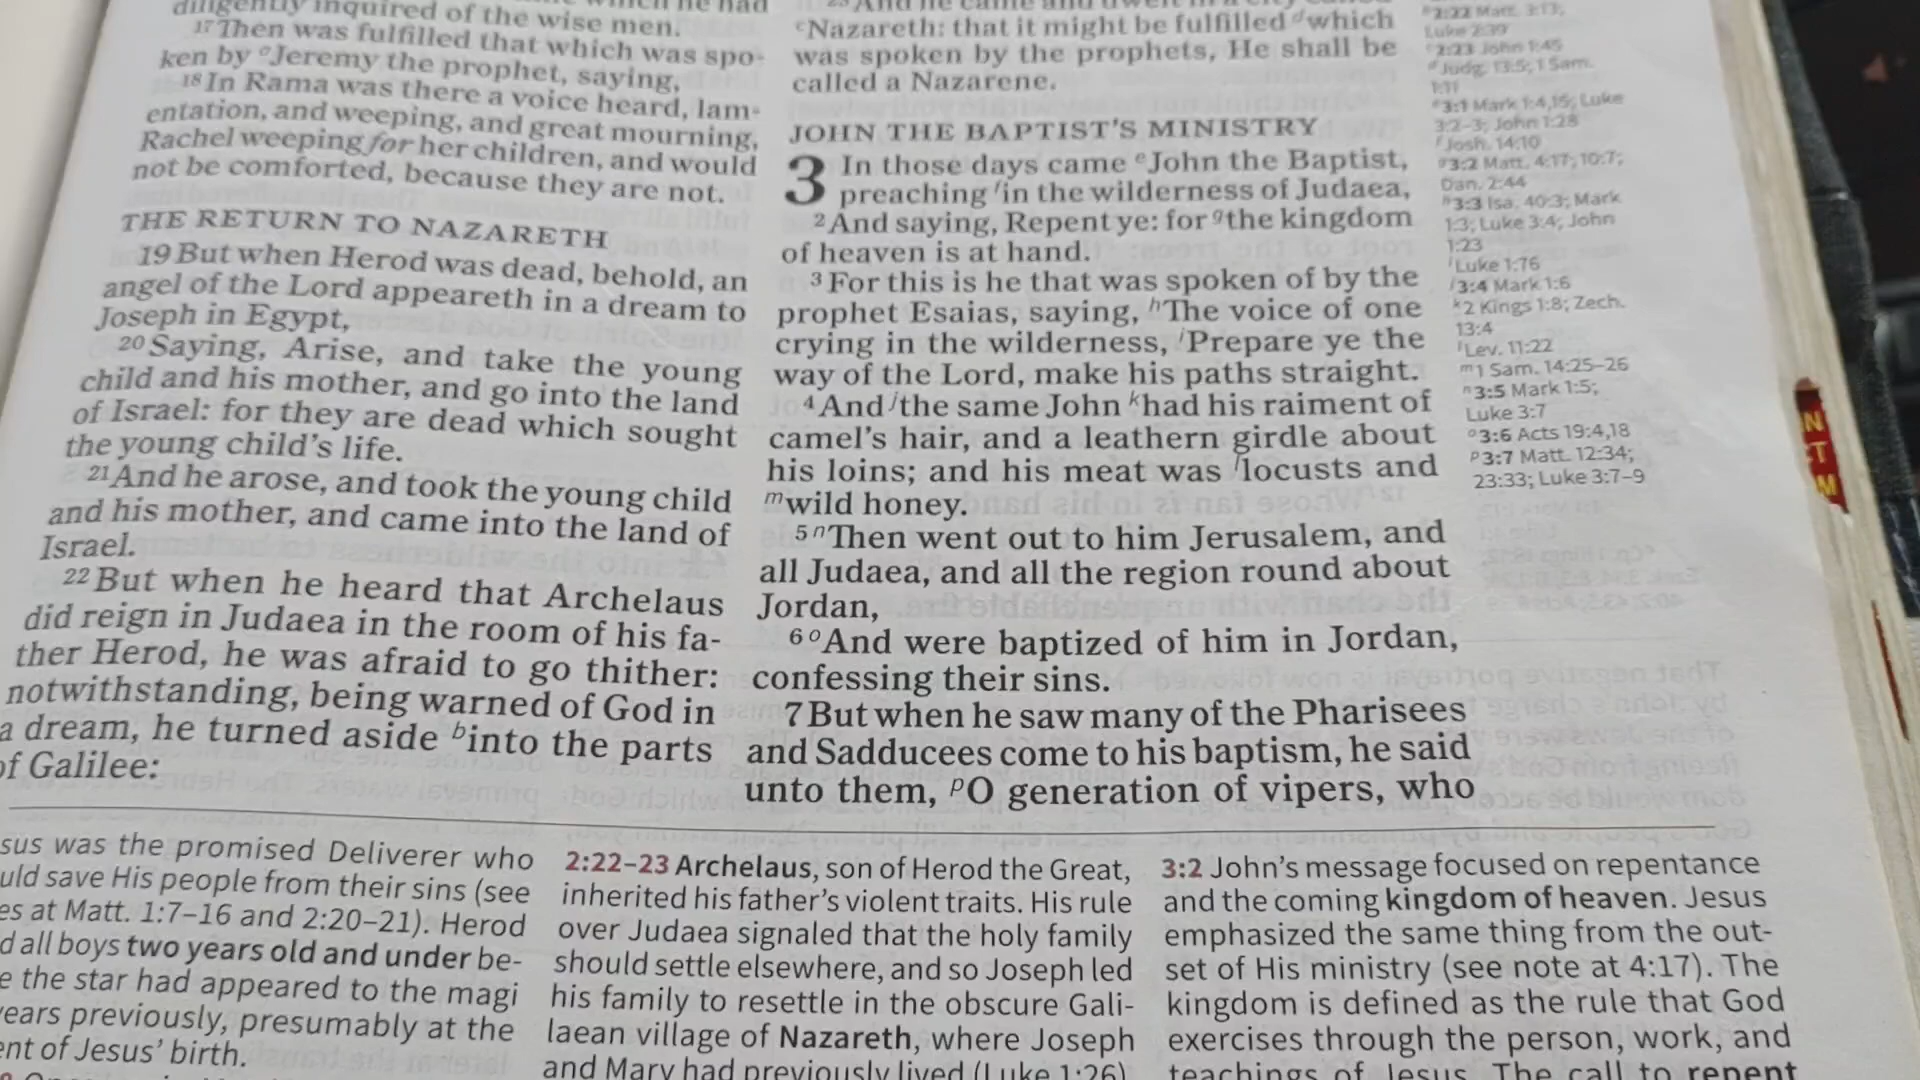 diligently inquired of the wise men.
17 Then was fulfilled that which was spo-
ken by o Jeremy the prophet, saying,
18 In Rama was there a voice heard, lam-
entation, and weeping, and great mourning,
Rachel weeping for her children, and would
not be comforted, because they are not.
THE RETURN TO NAZARETH
19 But when Herod was dead, behold, an
angel of the Lord appeareth in a dream to
Joseph in Egypt,
20 Saying, Arise, and take the young
child and his mother, and go into the land
of Israel: for they are dead which sought
the young child's life.
21 And he arose, and took the young child
and his mother, and came into the land of
Israel.
22 But when he heard that Archelaus
did reign in Judaea in the room of his fa-
ther Herod, he was afraid to go thither:
notwithstanding, being warned of God in
a dream, he turned aside b into the parts
of Galilee:
c Nazareth: that it might be fulfilled d which
was spoken by the prophets, He shall be
called a Nazarene.
JOHN THE BAPTIST'S MINISTRY
3 In those days came e John the Baptist,
preaching f in the wilderness of Judaea,
2 And saying, Repent ye: for g the kingdom
of heaven is at hand.
3 For this is he that was spoken of by the
prophet Esaias, saying, h The voice of one
crying in the wilderness, i Prepare ye the
way of the Lord, make his paths straight.
4 And j the same John k had his raiment of
camel's hair, and a leathern girdle about
his loins; and his meat was l locusts and
m wild honey.
5 n Then went out to him Jerusalem, and
all Judaea, and all the region round about
Jordan,
6 o And were baptized of him in Jordan,
confessing their sins.
7 But when he saw many of the Pharisees
and Sadducees come to his baptism, he said
unto them, p O generation of vipers, who
2:22 Matt. 3:13;
Luke 2:39
c 2:23 John 1:45
d Judg. 13:5; 1 Sam.
1:11
e 3:1 Mark 1:4,15; Luke
3:2–3; John 1:28
f Josh. 14:10
g 3:2 Matt. 4:17; 10:7;
Dan. 2:44
h 3:3 Isa. 40:3; Mark
1:3; Luke 3:4; John
1:23
i Luke 1:76
j 3:4 Mark 1:6
k 2 Kings 1:8; Zech.
13:4
l Lev. 11:22
m 1 Sam. 14:25–26
n 3:5 Mark 1:5;
Luke 3:7
o 3:6 Acts 19:4,18
p 3:7 Matt. 12:34;
23:33; Luke 3:7–9
sus was the promised Deliverer who
uld save His people from their sins (see
es at Matt. 1:7–16 and 2:20–21). Herod
d all boys two years old and under be-
e the star had appeared to the magi
years previously, presumably at the
ent of Jesus' birth.
2:22–23 Archelaus, son of Herod the Great,
inherited his father's violent traits. His rule
over Judaea signaled that the holy family
should settle elsewhere, and so Joseph led
his family to resettle in the obscure Gali-
laean village of Nazareth, where Joseph
and Mary had previously lived (Luke 1:26)
3:2 John's message focused on repentance
and the coming kingdom of heaven. Jesus
emphasized the same thing from the out-
set of His ministry (see note at 4:17). The
kingdom is defined as the rule that God
exercises through the person, work, and
teachings of Jesus. The call to repent